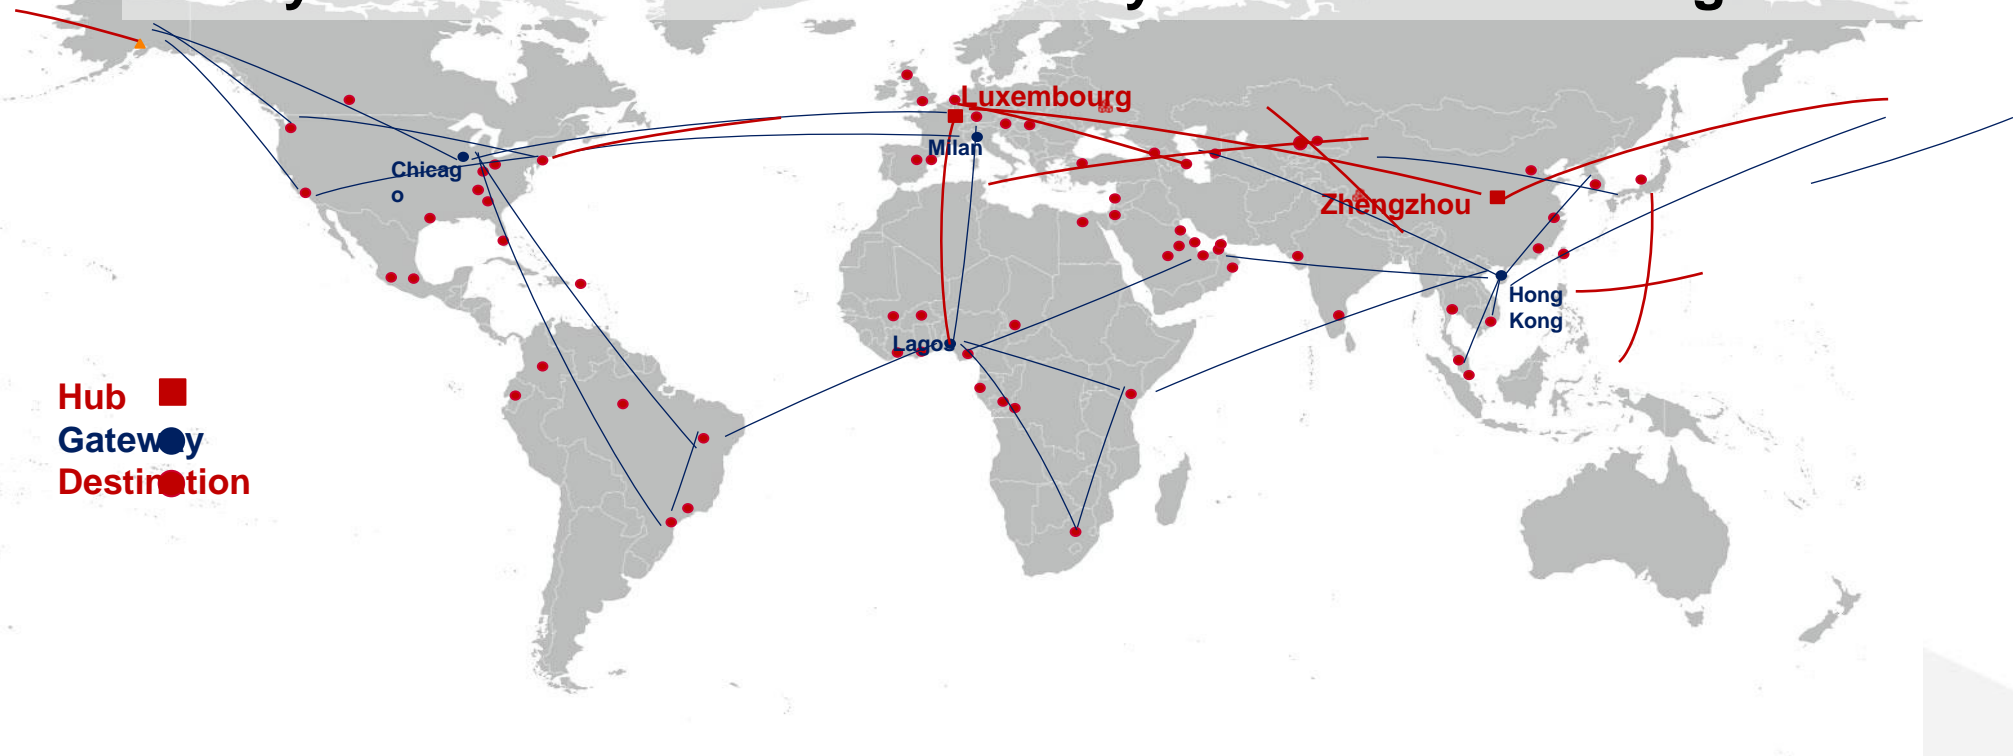 Luxembourg
Milan
Chicag
o
Zhengzhou
Hong
Kong
Lagos
Hub
Gateway
Destination